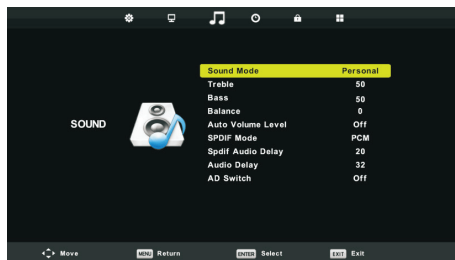 SOUND
Sound Mode Personal
Treble 50
Bass 50
Balance 0
Auto Volume Level Off
SPDIF Mode PCM
Spdif Audio Delay 20
Audio Delay 32
AD Switch Off
Move MENU Return ENTER Select EXIT Exit